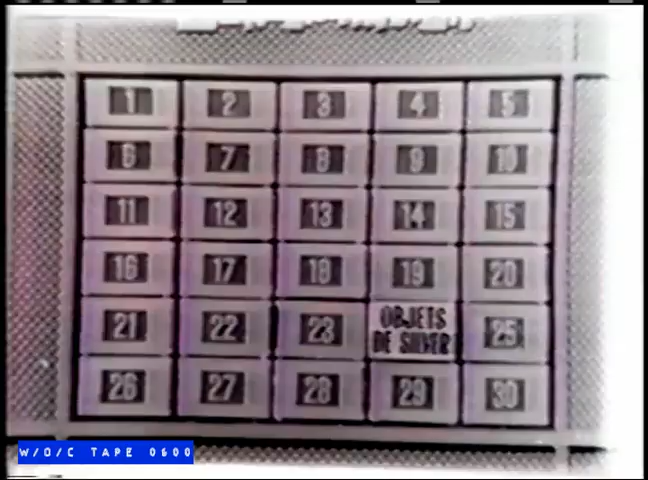 1 2 3 4 5
6 7 8 9 10
11 12 13 14 15
16 17 18 19 20
21 22 23 OBJETS DE SILVER 25
26 27 28 29 30
W/O/C TAPE 0600